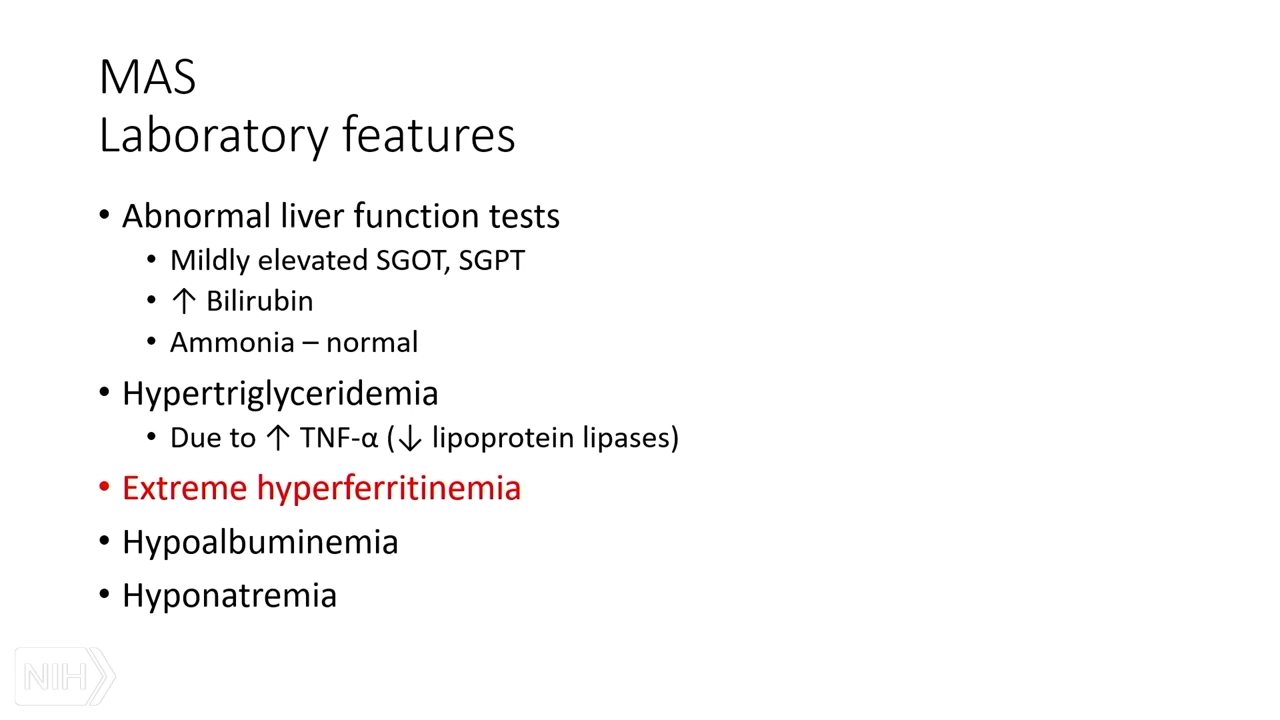 MAS
Laboratory features
• Abnormal liver function tests
• Mildly elevated SGOT, SGPT
• ↑ Bilirubin
• Ammonia – normal
• Hypertriglyceridemia
• Due to ↑ TNF-α (↓ lipoprotein lipases)
• Extreme hyperferritinemia
• Hypoalbuminemia
• Hyponatremia
NIH